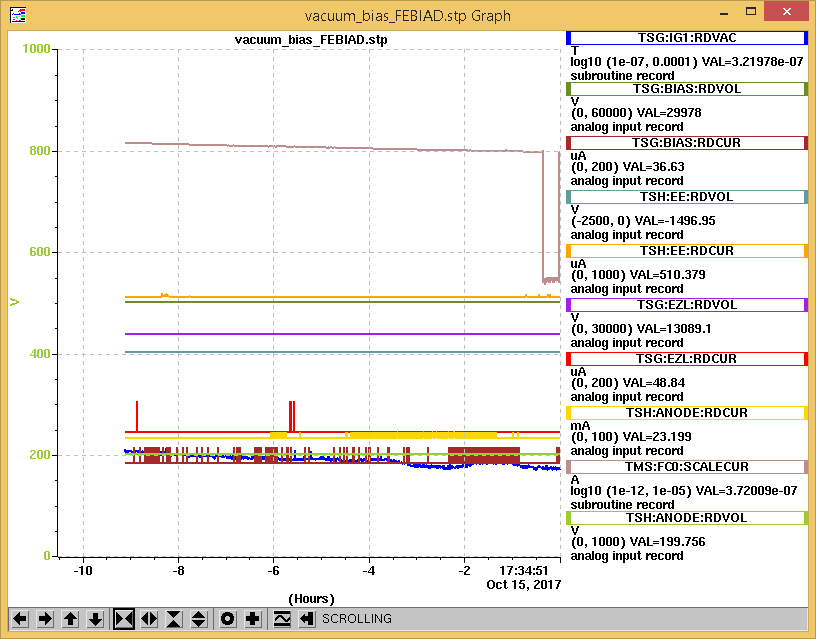 vacuum_bias_FEBIAD.stp Graph
vacuum_bias_FEBIAD.stp
1000
800
600
400
200
0
V
-10
-8
-6
-4
-2
17:34:51
Oct 15, 2017
(Hours)
TSG:IG1:RDVAC
T
log10 (1e-07, 0.0001) VAL=3.21978e-07
subroutine record
TSG:BIAS:RDVOL
V
(0, 60000) VAL=29978
analog input record
TSG:BIAS:RDCUR
uA
(0, 200) VAL=36.63
analog input record
TSH:EE:RDVOL
V
(-2500, 0) VAL=-1496.95
analog input record
TSH:EE:RDCUR
uA
(0, 1000) VAL=510.379
analog input record
TSG:EZL:RDVOL
V
(0, 30000) VAL=13089.1
analog input record
TSG:EZL:RDCUR
uA
(0, 200) VAL=48.84
analog input record
TSH:ANODE:RDCUR
mA
(0, 100) VAL=23.199
analog input record
TMS:FC0:SCALECUR
A
log10 (1e-12, 1e-05) VAL=3.72009e-07
subroutine record
TSH:ANODE:RDVOL
V
(0, 1000) VAL=199.756
analog input record
SCROLLING